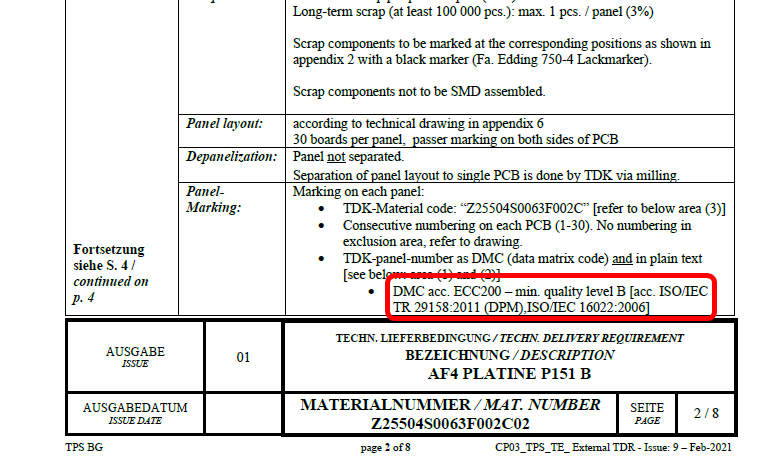 Long-term scrap (at least 100 000 pcs.): max. 1 pcs. / panel (3%)
Scrap components to be marked at the corresponding positions as shown in
appendix 2 with a black marker (Fa. Edding 750-4 Lackmarker).
Scrap components not to be SMD assembled.
Panel layout:
according to technical drawing in appendix 6
30 boards per panel, passer marking on both sides of PCB
Depanelization:
Panel not separated.
Separation of panel layout to single PCB is done by TDK via milling.
Panel-
Marking:
Marking on each panel:
• TDK-Material code: “Z25504S0063F002C” [refer to below area (3)]
• Consecutive numbering on each PCB (1-30). No numbering in
exclusion area, refer to drawing.
• TDK-panel-number as DMC (data matrix code) and in plain text
[see below area (1) and (2)]
• DMC acc. ECC200 – min. quality level B [acc. ISO/IEC
TR 29158:2011 (DPM),ISO/IEC 16022:2006]
Fortsetzung
siehe S. 4 /
continued on
p. 4
AUSGABE
ISSUE
01
TECHN. LIEFERBEDINGUNG / TECHN. DELIVERY REQUIREMENT
BEZEICHNUNG / DESCRIPTION
AF4 PLATINE P151 B
AUSGABEDATUM
ISSUE DATE
MATERIALNUMMER / MAT. NUMBER
Z25504S0063F002C02
SEITE
PAGE
2 / 8
TPS BG
page 2 of 8
CP03_TPS_TE_ External TDR - Issue: 9 – Feb-2021